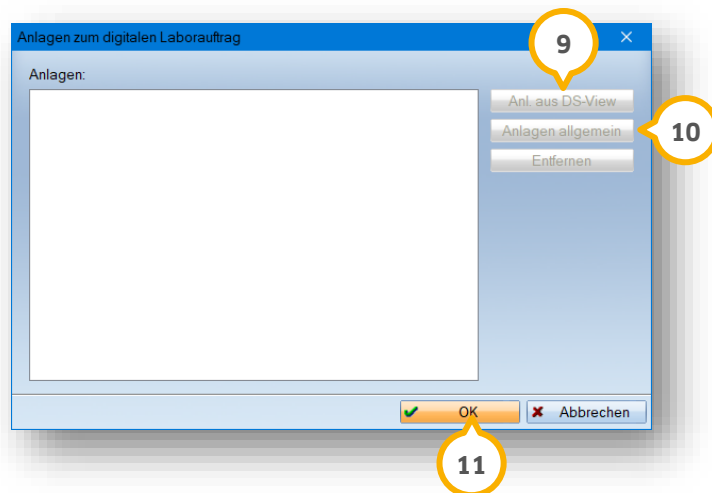 Anlagen zum digitalen Laborauftrag
9
Anlagen:
Anl. aus DS-View
Anlagen allgemein
10
Entfernen
OK
Abbrechen
11